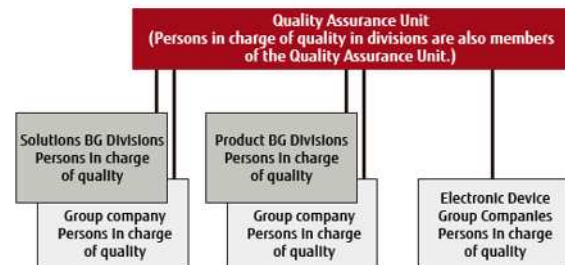 Quality Assurance Unit
(Persons in charge of quality in divisions are also members
of the Quality Assurance Unit.)
Solutions BG Divisions
Persons in charge
of quality
Product BG Divisions
Persons in charge
of quality
Group company
Persons in charge
of quality
Group company
Persons in charge
of quality
Electronic Device
Group Companies
Persons in charge
of quality